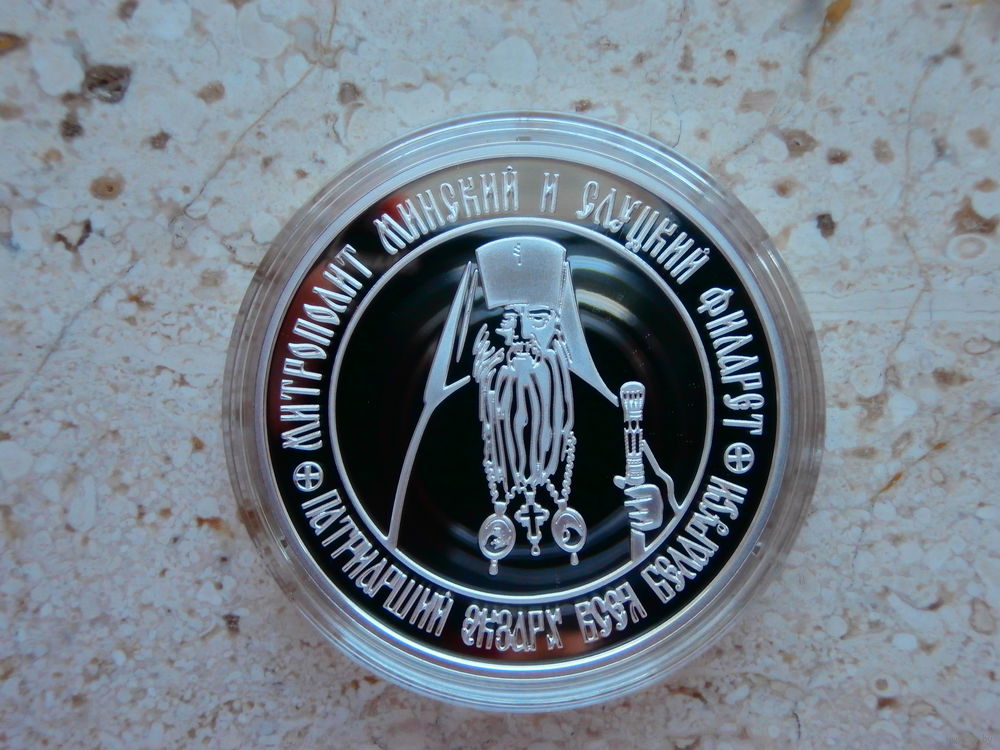 МИТРОПОЛИТ МИНСКИЙ И СЛУЦКИЙ ФИЛАРЕТ
ПАТРИАРШИЙ ЭКЗАРХ ВСЕЯ БЕЛАРУСИ